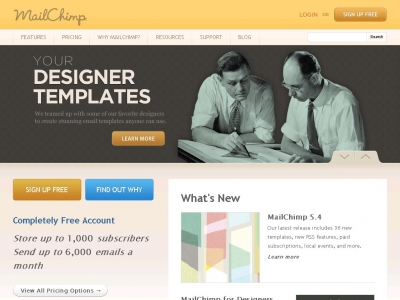 MailChimp
LOGIN OR SIGN UP FREE
FEATURES PRICING WHY MAILCHIMP? RESOURCES SUPPORT BLOG Search
YOUR
DESIGNER
TEMPLATES
We teamed up with some of our favorite designers
to create stunning email templates anyone can use.
LEARN MORE
SIGN UP FREE FIND OUT WHY
Completely Free Account
Store up to 1,000 subscribers
Send up to 6,000 emails a
month
View All Pricing Options →
What's New
MailChimp 5.4
Our latest release includes 36 new
templates, new RSS features, past
subscriptions, local events, and more.
Learn more
MailChimp for Designers